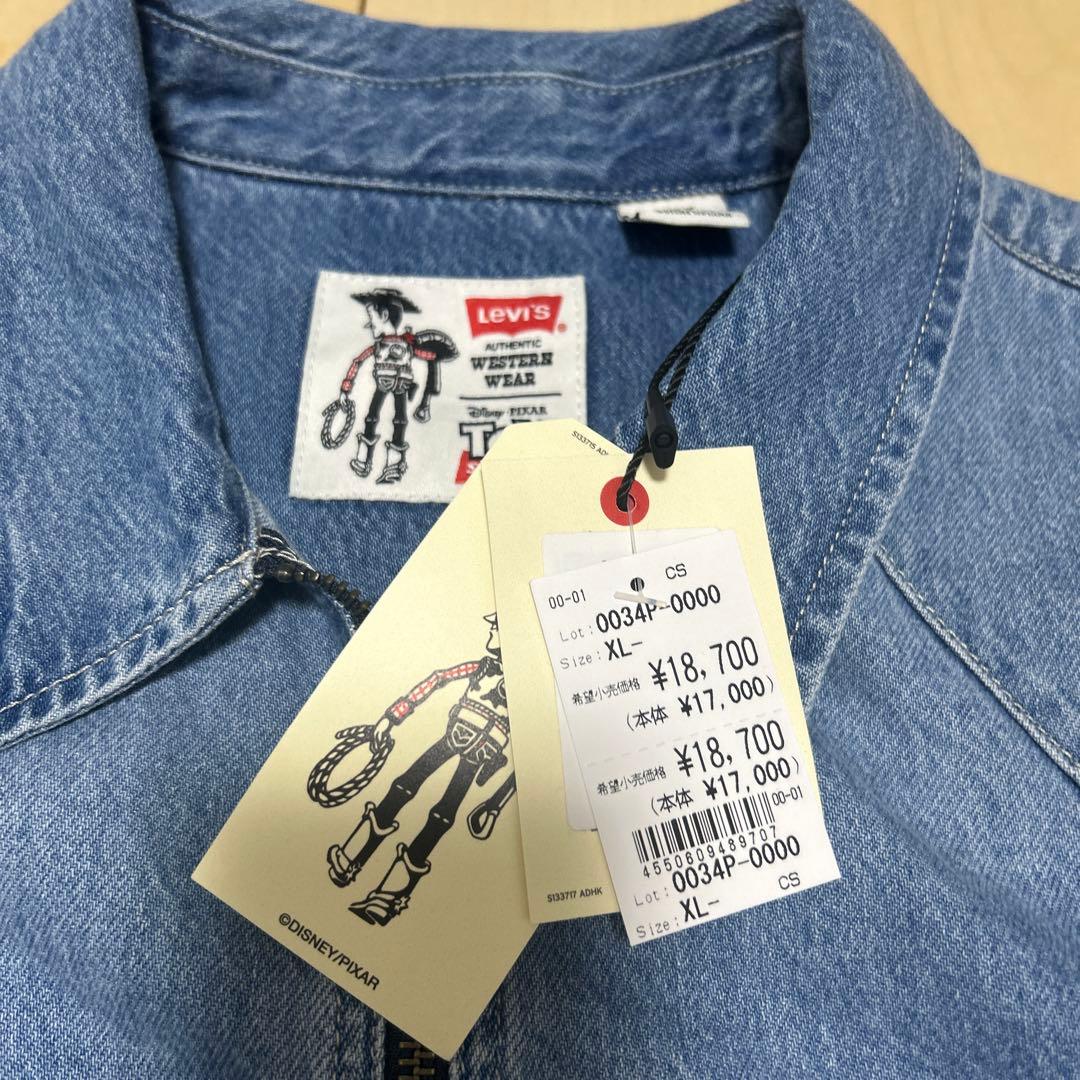 Levi's®
AUTHENTIC
WESTERN
WEAR
Disney·PIXAR
S133715 AD
CS
00-01
Lot: 0034P-0000
Size: XL-
希望小売価格 ¥18,700
(本体 ¥17,000)
希望小売価格 ¥18,700
(本体 ¥17,000)
00-01
4550809489707
Lot: 0034P-0000
CS
Size: XL-
S133717 ADHK
©DISNEY/PIXAR